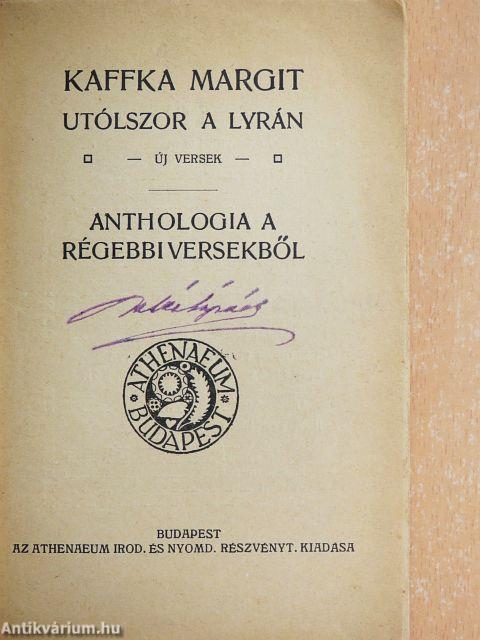 KAFFKA MARGIT
UTÓLSZOR A LYRÁN
— ÚJ VERSEK —
ANTHOLOGIA A
RÉGEBBI VERSEKBŐL
ATHENAEUM
BUDAPEST
BUDAPEST
AZ ATHENAEUM IROD. ÉS NYOMD. RÉSZVÉNYT. KIADASA
Antikvárium.hu